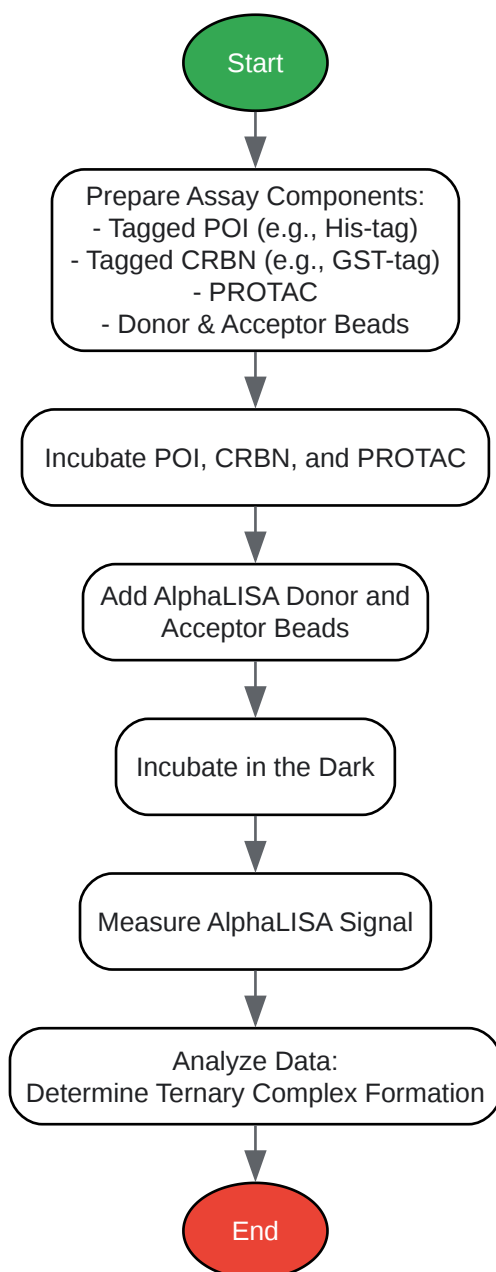 Start
Prepare Assay Components:
- Tagged POI (e.g., His-tag)
- Tagged CRBN (e.g., GST-tag)
- PROTAC
- Donor & Acceptor Beads
Incubate POI, CRBN, and PROTAC
Add AlphaLISA Donor and
Acceptor Beads
Incubate in the Dark
Measure AlphaLISA Signal
Analyze Data:
Determine Ternary Complex Formation
End